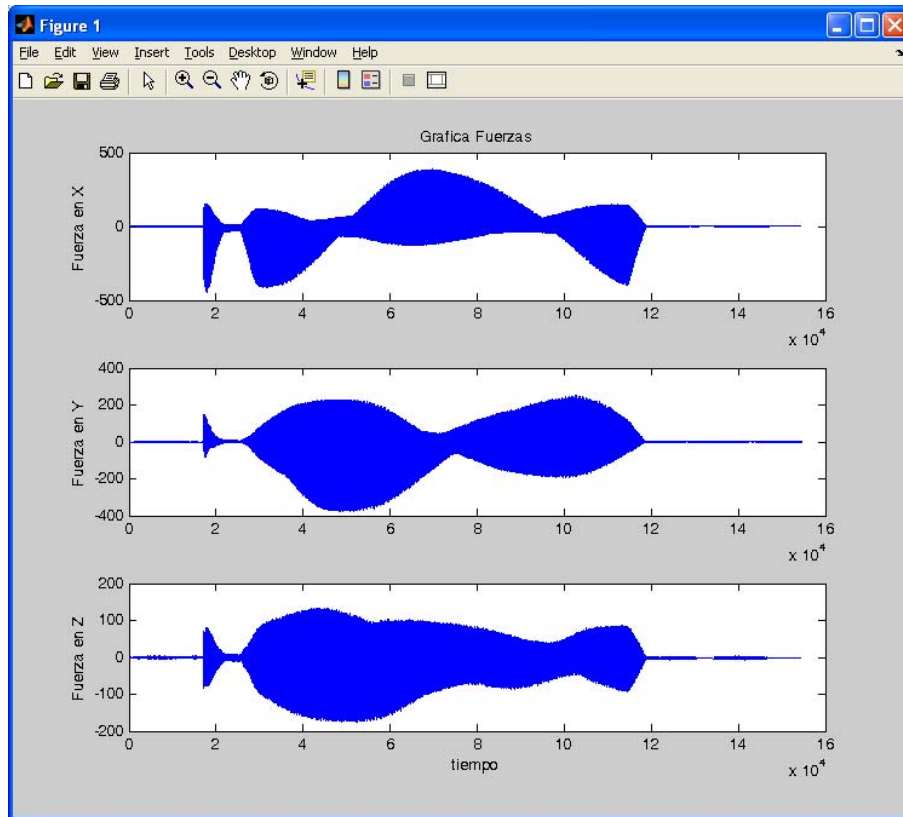 Figure 1
File Edit View Insert Tools Desktop Window Help
Grafica Fuerzas
500
0
-500
Fuerza en X
0 2 4 6 8 10 12 14 16
x 10^4
400
200
0
-200
-400
Fuerza en Y
0 2 4 6 8 10 12 14 16
x 10^4
200
100
0
-100
-200
Fuerza en Z
0 2 4 6 8 10 12 14 16
tiempo
x 10^4